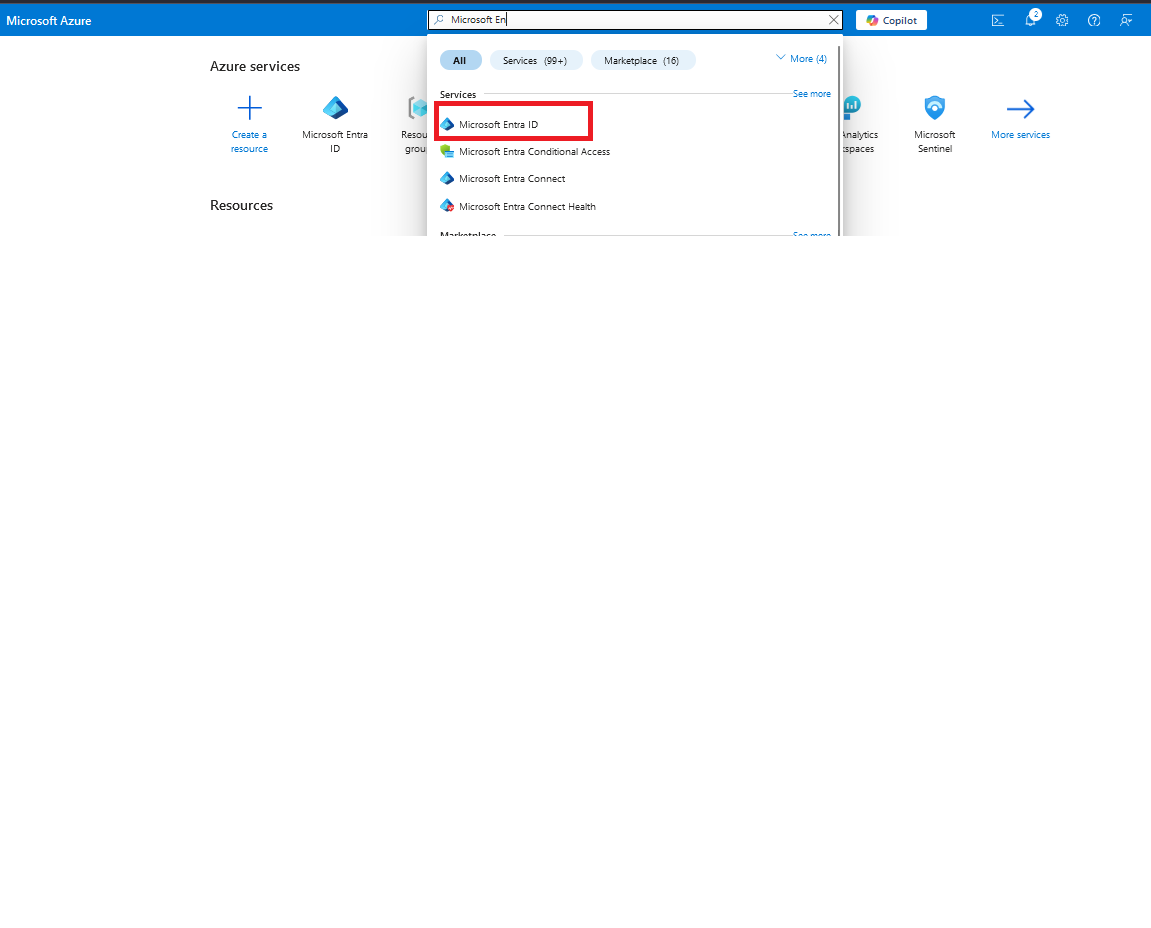 Microsoft Azure
Microsoft En
Copilot
2
All
Services (99+)
Marketplace (16)
More (4)
Services
See more
Microsoft Entra ID
Microsoft Entra Conditional Access
Microsoft Entra Connect
Microsoft Entra Connect Health
Marketplace
See more
Azure services
Create a
resource
Microsoft Entra
ID
Resou
grou
Analytics
kspaces
Microsoft
Sentinel
More services
Resources